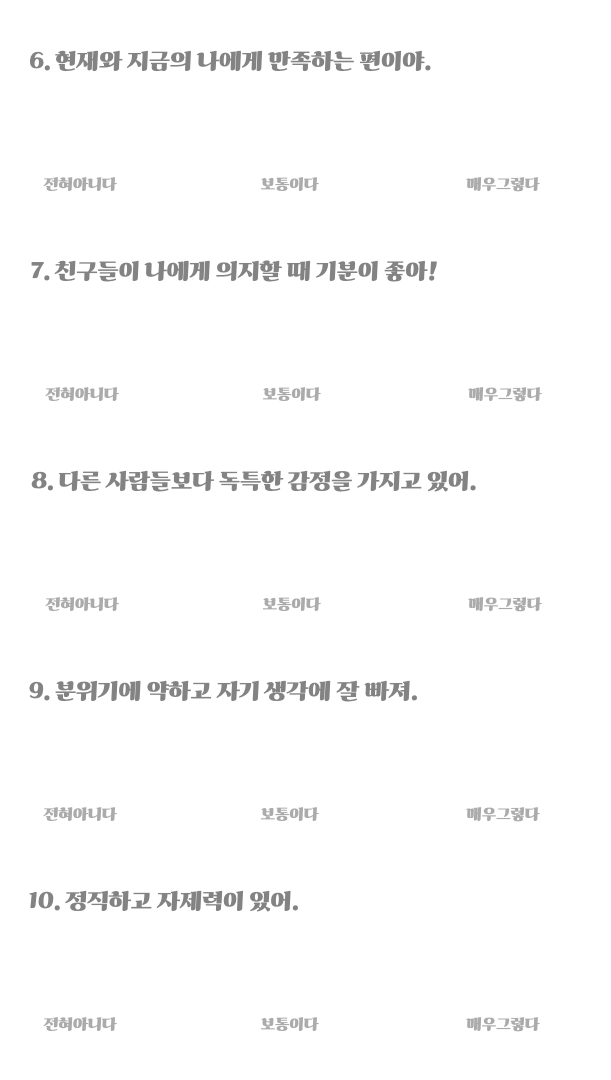 6. 현재와 지금의 나에게 만족하는 편이야.
전혀아니다 보통이다 매우그렇다
7. 친구들이 나에게 의지할 때 기분이 좋아!
전혀아니다 보통이다 매우그렇다
8. 다른 사람들보다 독특한 감정을 가지고 있어.
전혀아니다 보통이다 매우그렇다
9. 분위기에 약하고 자기 생각에 잘 빠져.
전혀아니다 보통이다 매우그렇다
10. 정직하고 자제력이 있어.
전혀아니다 보통이다 매우그렇다